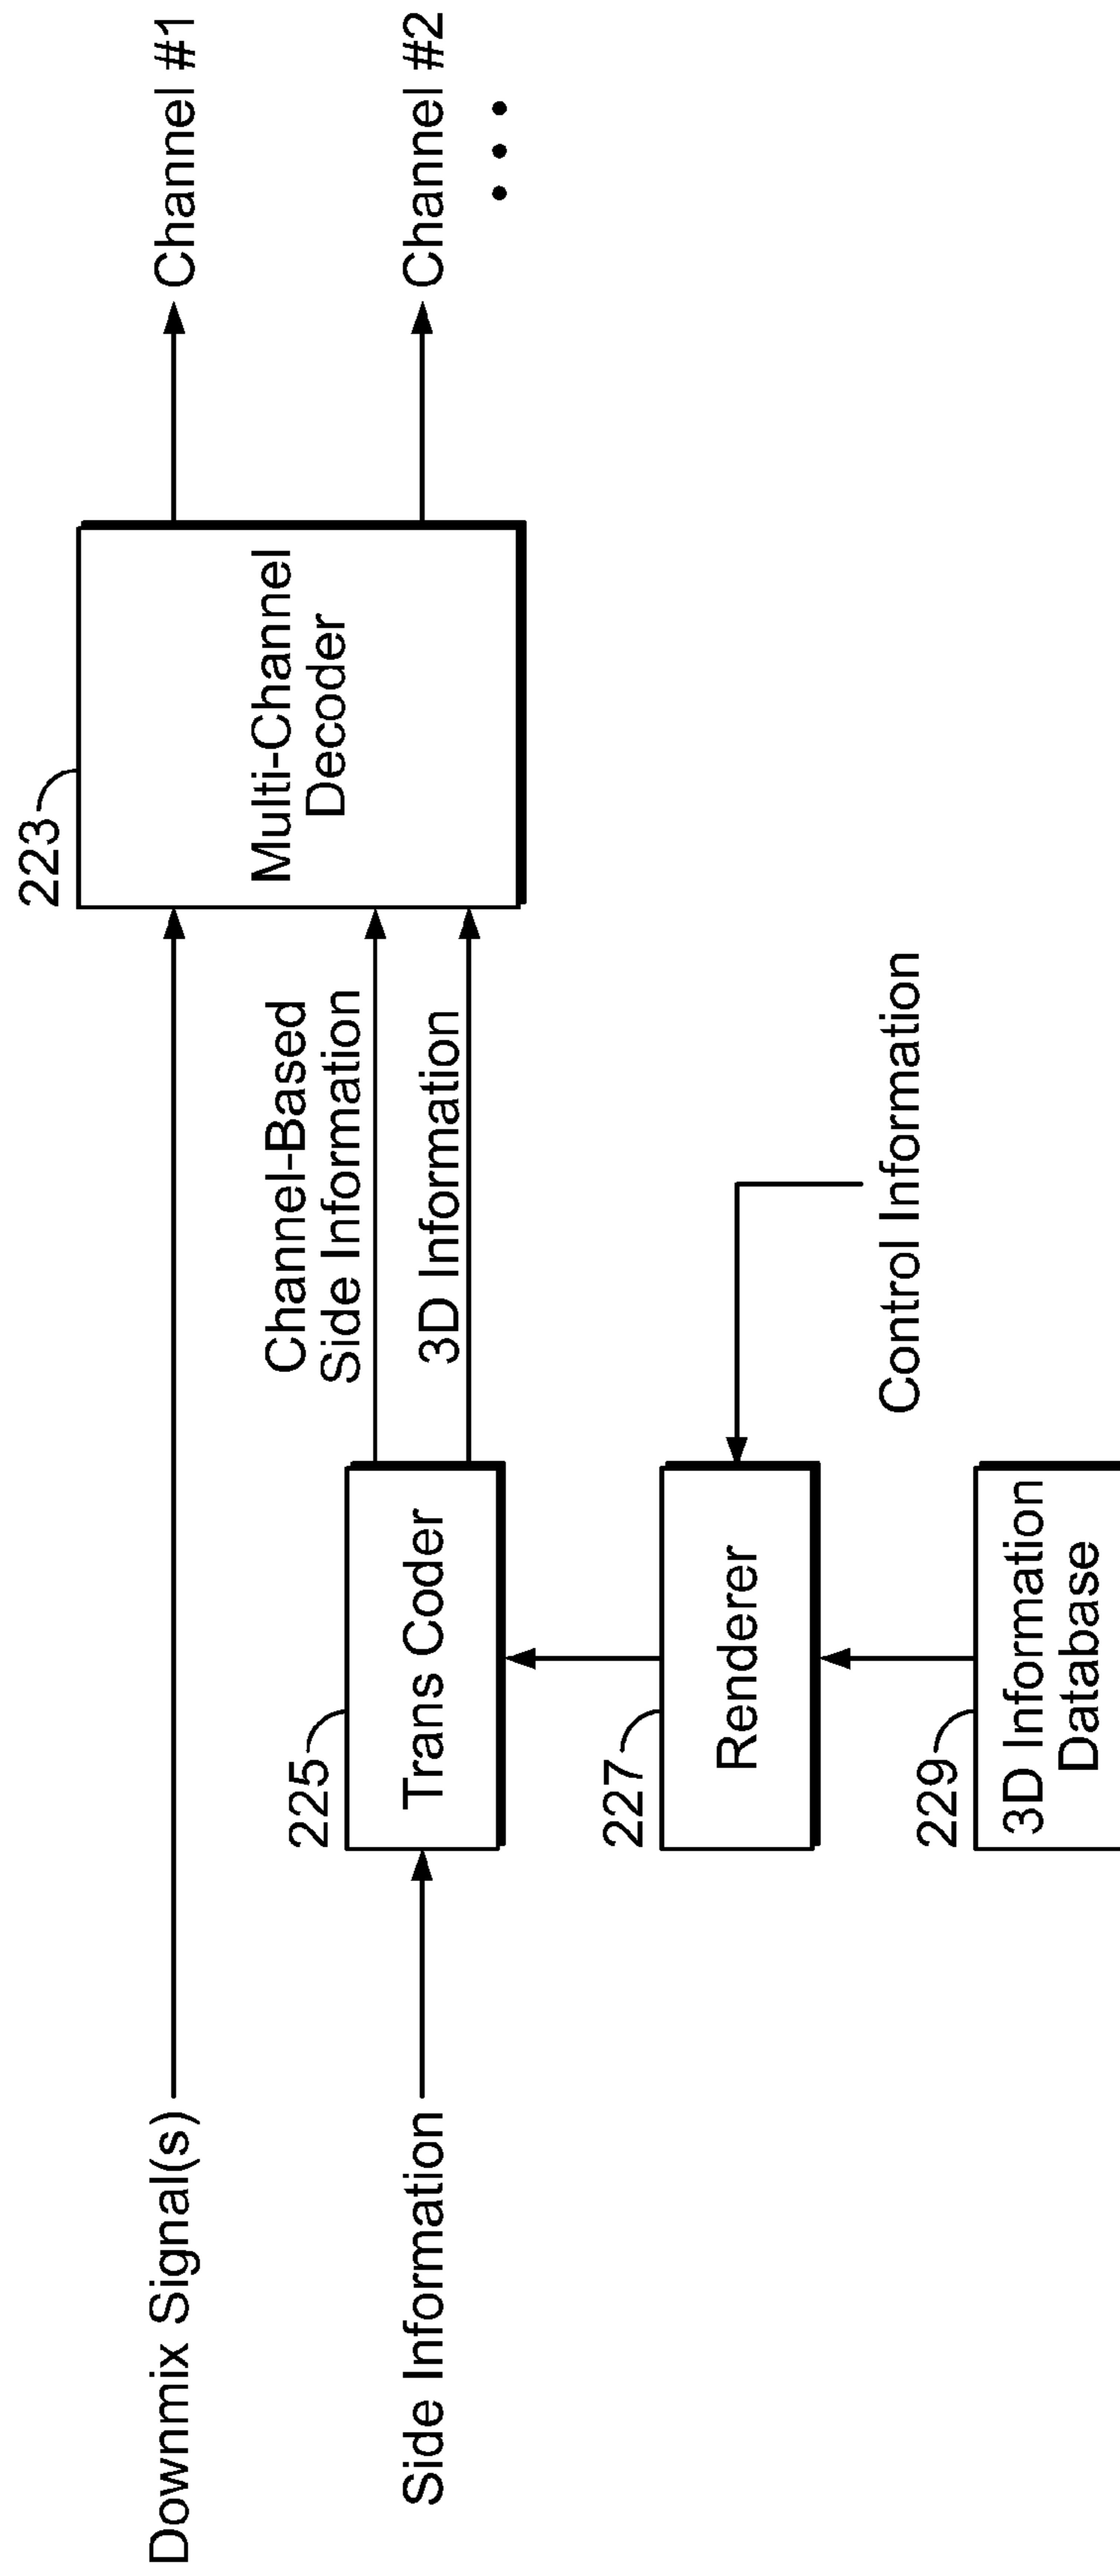 Downmix Signal(s)
Side Information
225
Trans Coder
227
Renderer
229
3D Information
Database
Control Information
Channel-Based
Side Information
3D Information
223
Multi-Channel
Decoder
Channel #1
Channel #2